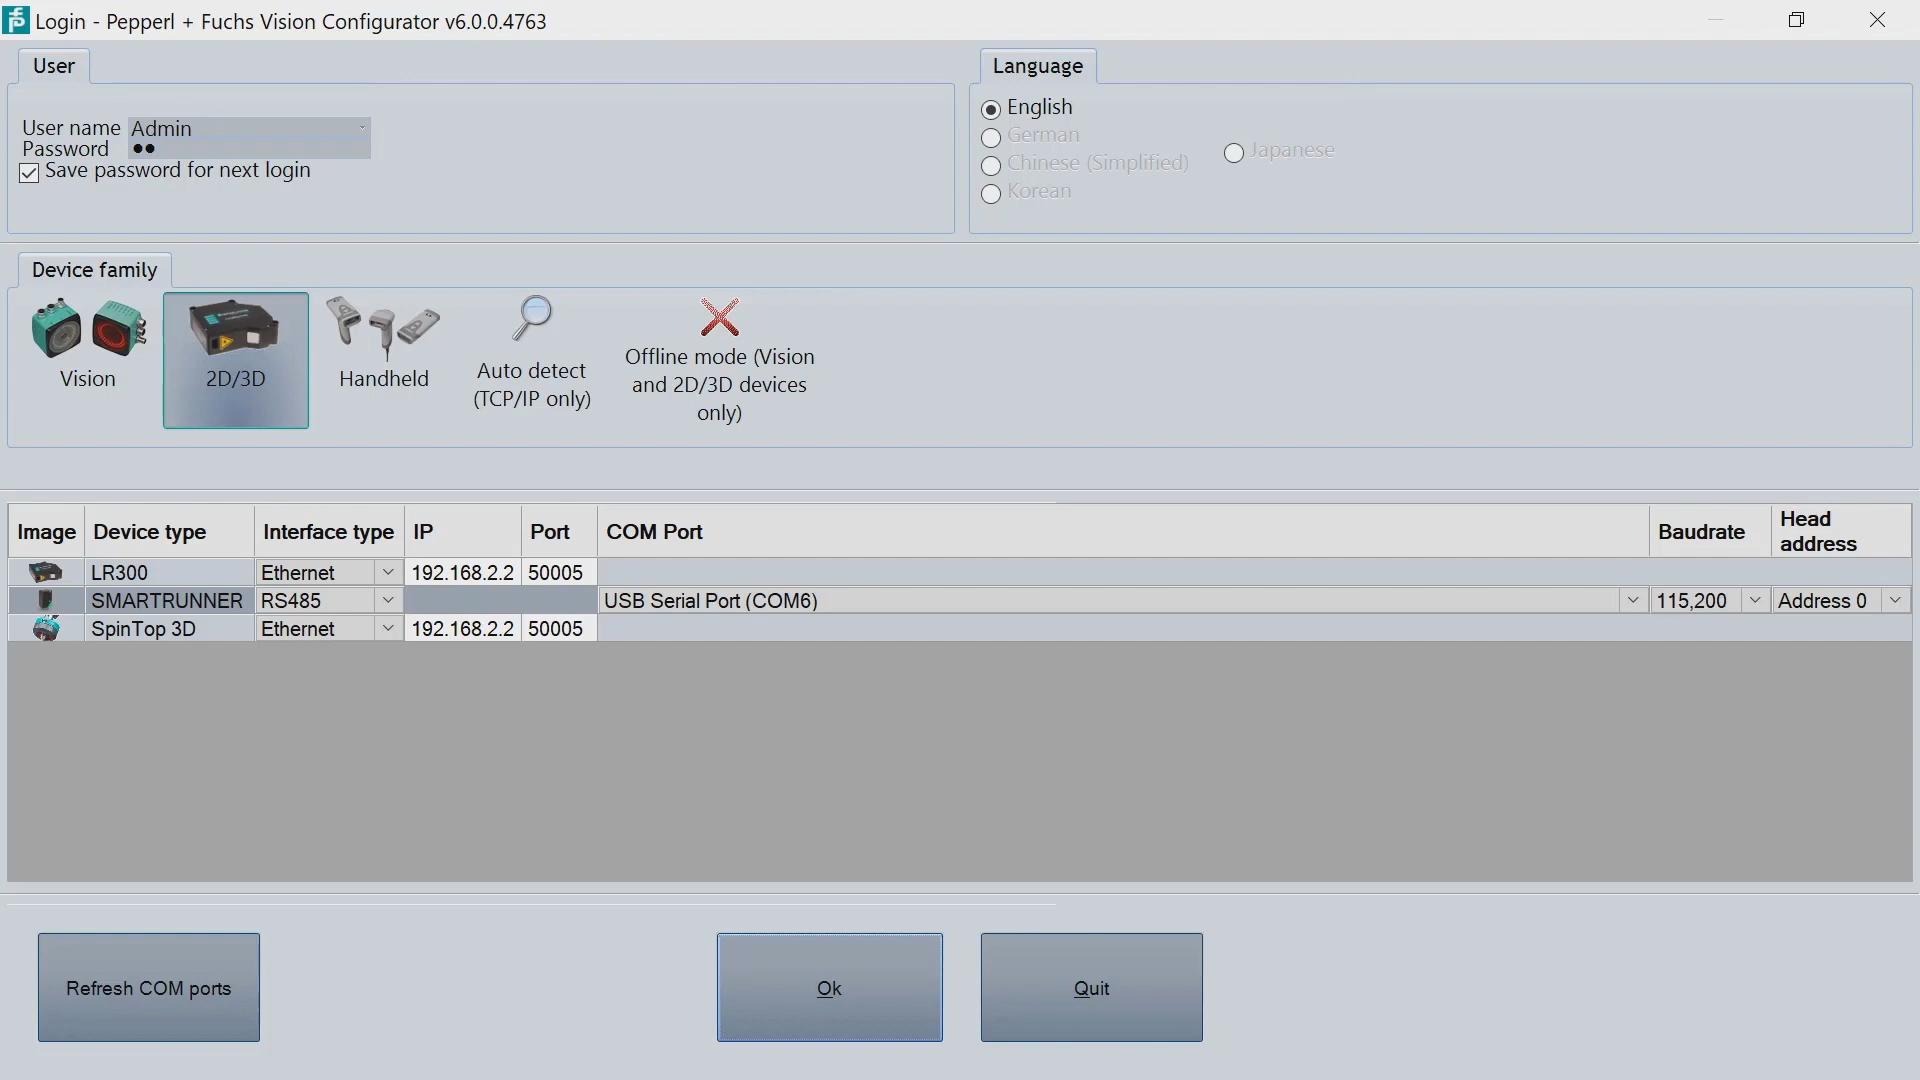 Login - Pepperl + Fuchs Vision Configurator v6.0.0.4763
User
User name Admin
Password ●●
Save password for next login
Language
English
German
Chinese (Simplified)
Korean
Japanese
Device family
Vision
2D/3D
Handheld
Auto detect
(TCP/IP only)
Offline mode (Vision
and 2D/3D devices
only)
Image Device type Interface type IP Port COM Port Baudrate Head
address
LR300 Ethernet 192.168.2.2 50005
SMARTRUNNER RS485 USB Serial Port (COM6) 115,200 Address 0
SpinTop 3D Ethernet 192.168.2.2 50005
Refresh COM ports
Ok
Quit